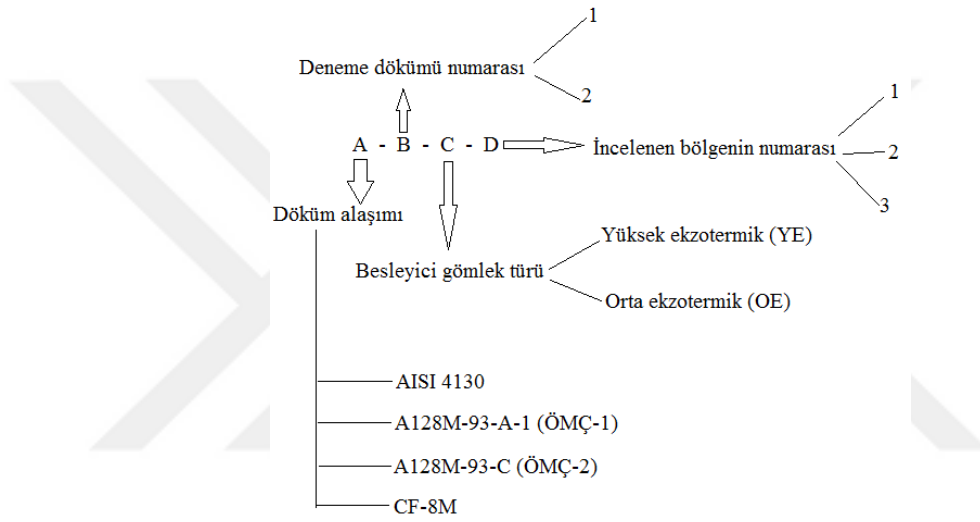 1
Deneme dökümü numarası
2
1
A - B - C - D
İncelenen bölgenin numarası
2
3
Döküm alaşımı
Yüksek ekzotermik (YE)
Besleyici gömlek türü
Orta ekzotermik (OE)
AISI 4130
A128M-93-A-1 (ÖMÇ-1)
A128M-93-C (ÖMÇ-2)
CF-8M